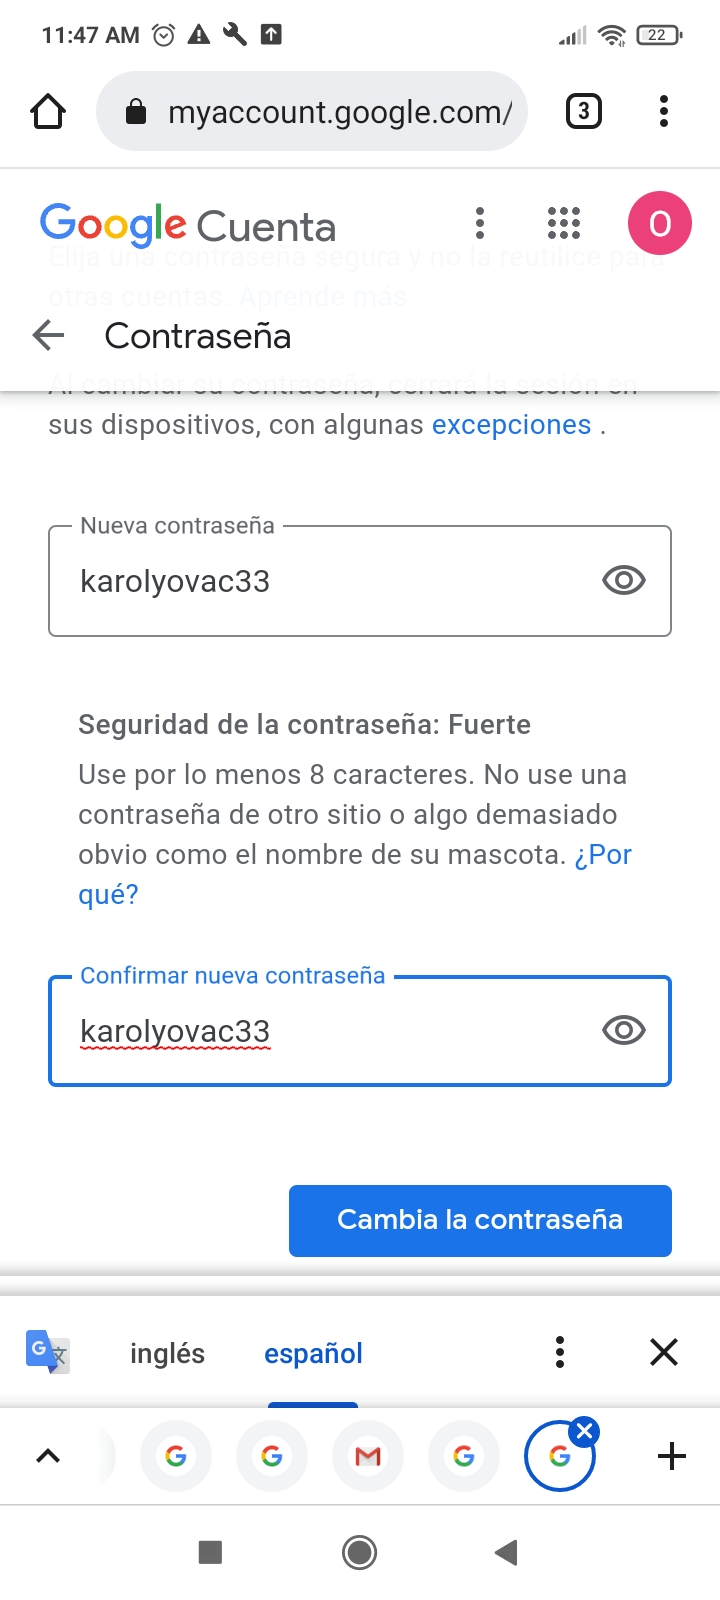 11:47 AM 22
myaccount.google.com/ 3
Google Cuenta O
Elija una contraseña segura y no la reutilice para
otras cuentas. Aprende más
Contraseña
Al cambiar su contraseña, cerrará la sesión en
sus dispositivos, con algunas excepciones .
Nueva contraseña
karolyovac33
Seguridad de la contraseña: Fuerte
Use por lo menos 8 caracteres. No use una
contraseña de otro sitio o algo demasiado
obvio como el nombre de su mascota. ¿Por
qué?
Confirmar nueva contraseña
karolyovac33
Cambia la contraseña
inglés español